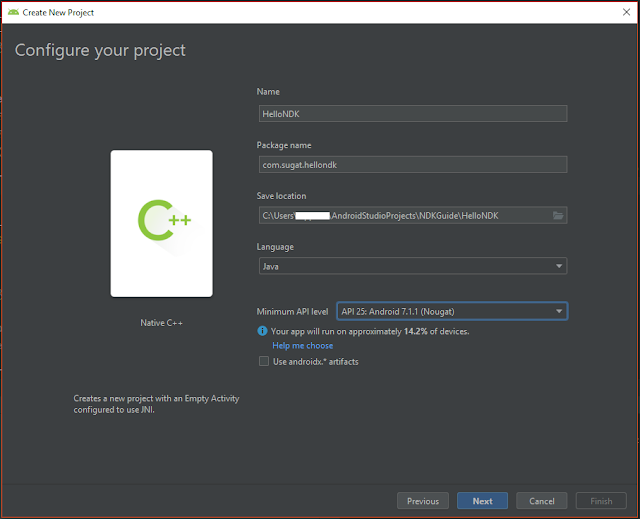 Create New Project
Configure your project
Name
HelloNDK
Package name
com.sugat.hellondk
Save location
C:\Users\ AndroidStudioProjects\NDKGuide\HelloNDK
Language
Java
Minimum API level
API 25: Android 7.1.1 (Nougat)
Your app will run on approximately 14.2% of devices.
Help me choose
Use androidx.* artifacts
C++
Native C++
Creates a new project with an Empty Activity
configured to use JNI.
Previous
Next
Cancel
Finish